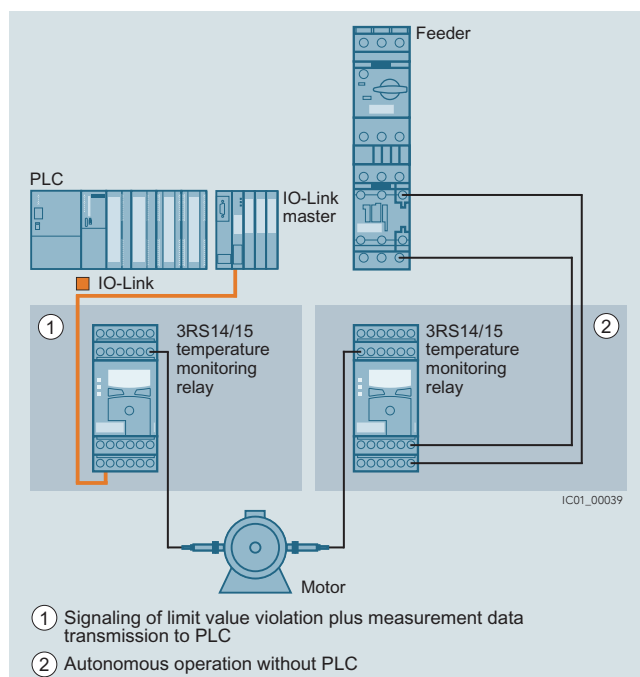 Feeder
PLC
IO-Link
master
IO-Link
1
3RS14/15
temperature
monitoring
relay
3RS14/15
temperature
monitoring
relay
2
IC01_00039
Motor
1 Signaling of limit value violation plus measurement data
transmission to PLC
2 Autonomous operation without PLC